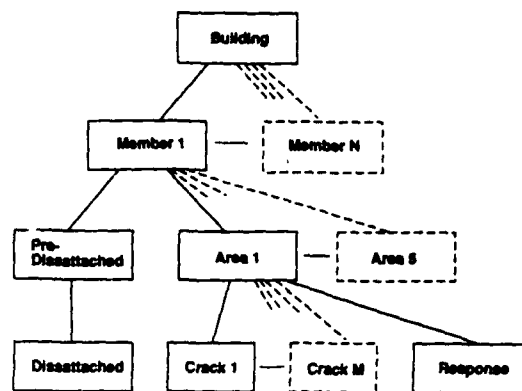 Building
Member 1
Member N
Pre-
Dissattached
Area 1
Area 5
Dissattached
Crack 1
Crack M
Response